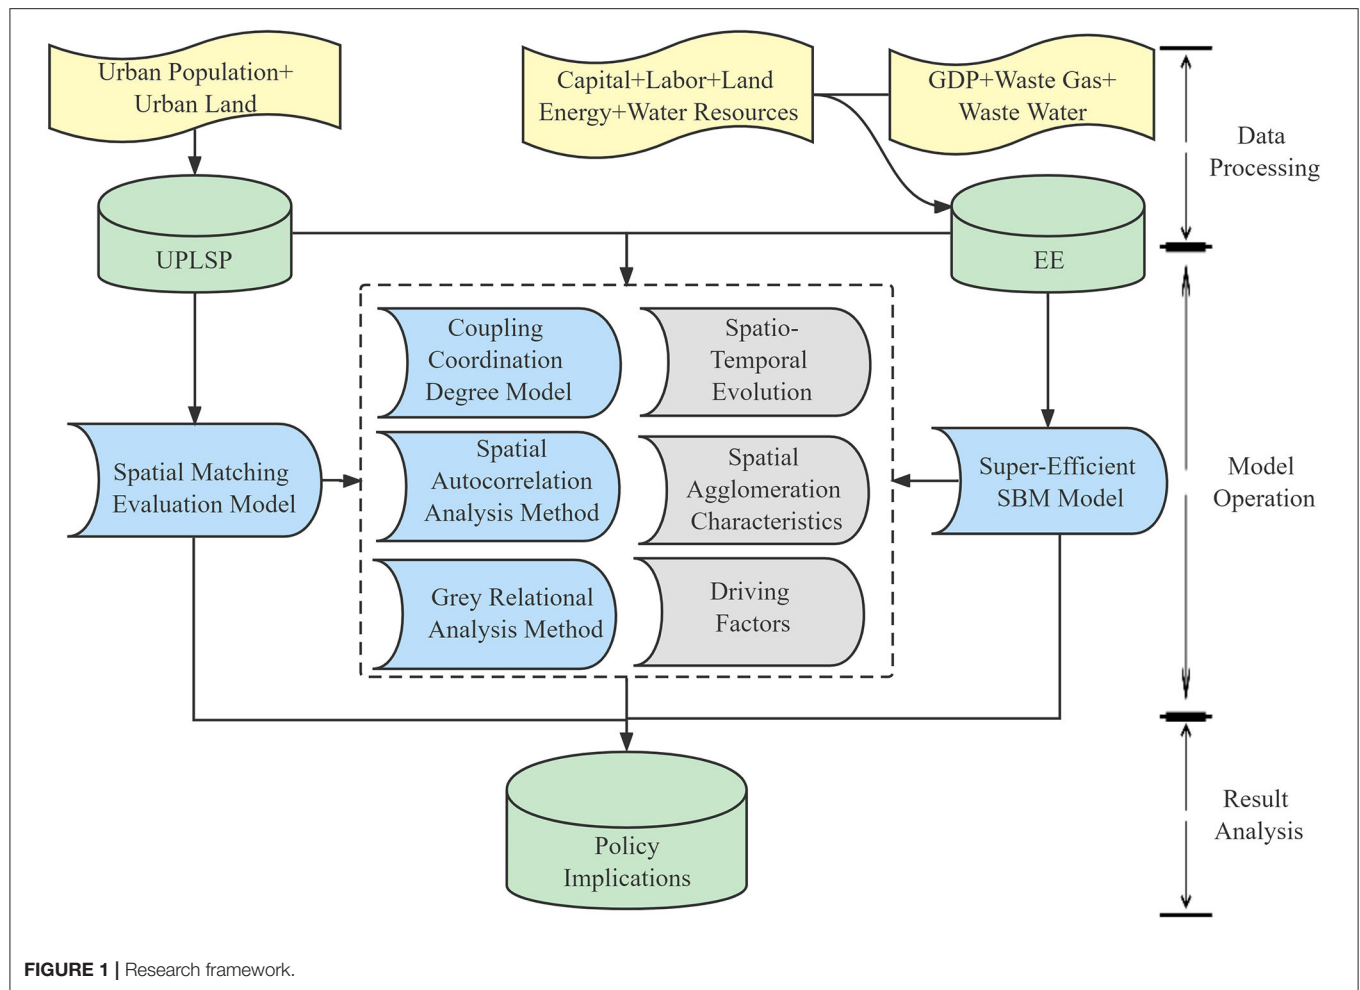 Urban Population+
Urban Land
Capital+Labor+Land
Energy+Water Resources
GDP+Waste Gas+
Waste Water
Data
Processing
UPLSP
EE
Coupling
Coordination
Degree Model
Spatio-
Temporal
Evolution
Spatial Matching
Evaluation Model
Spatial
Autocorrelation
Analysis Method
Spatial
Agglomeration
Characteristics
Super-Efficient
SBM Model
Model
Operation
Grey Relational
Analysis Method
Driving
Factors
Policy
Implications
Result
Analysis
FIGURE 1 | Research framework.